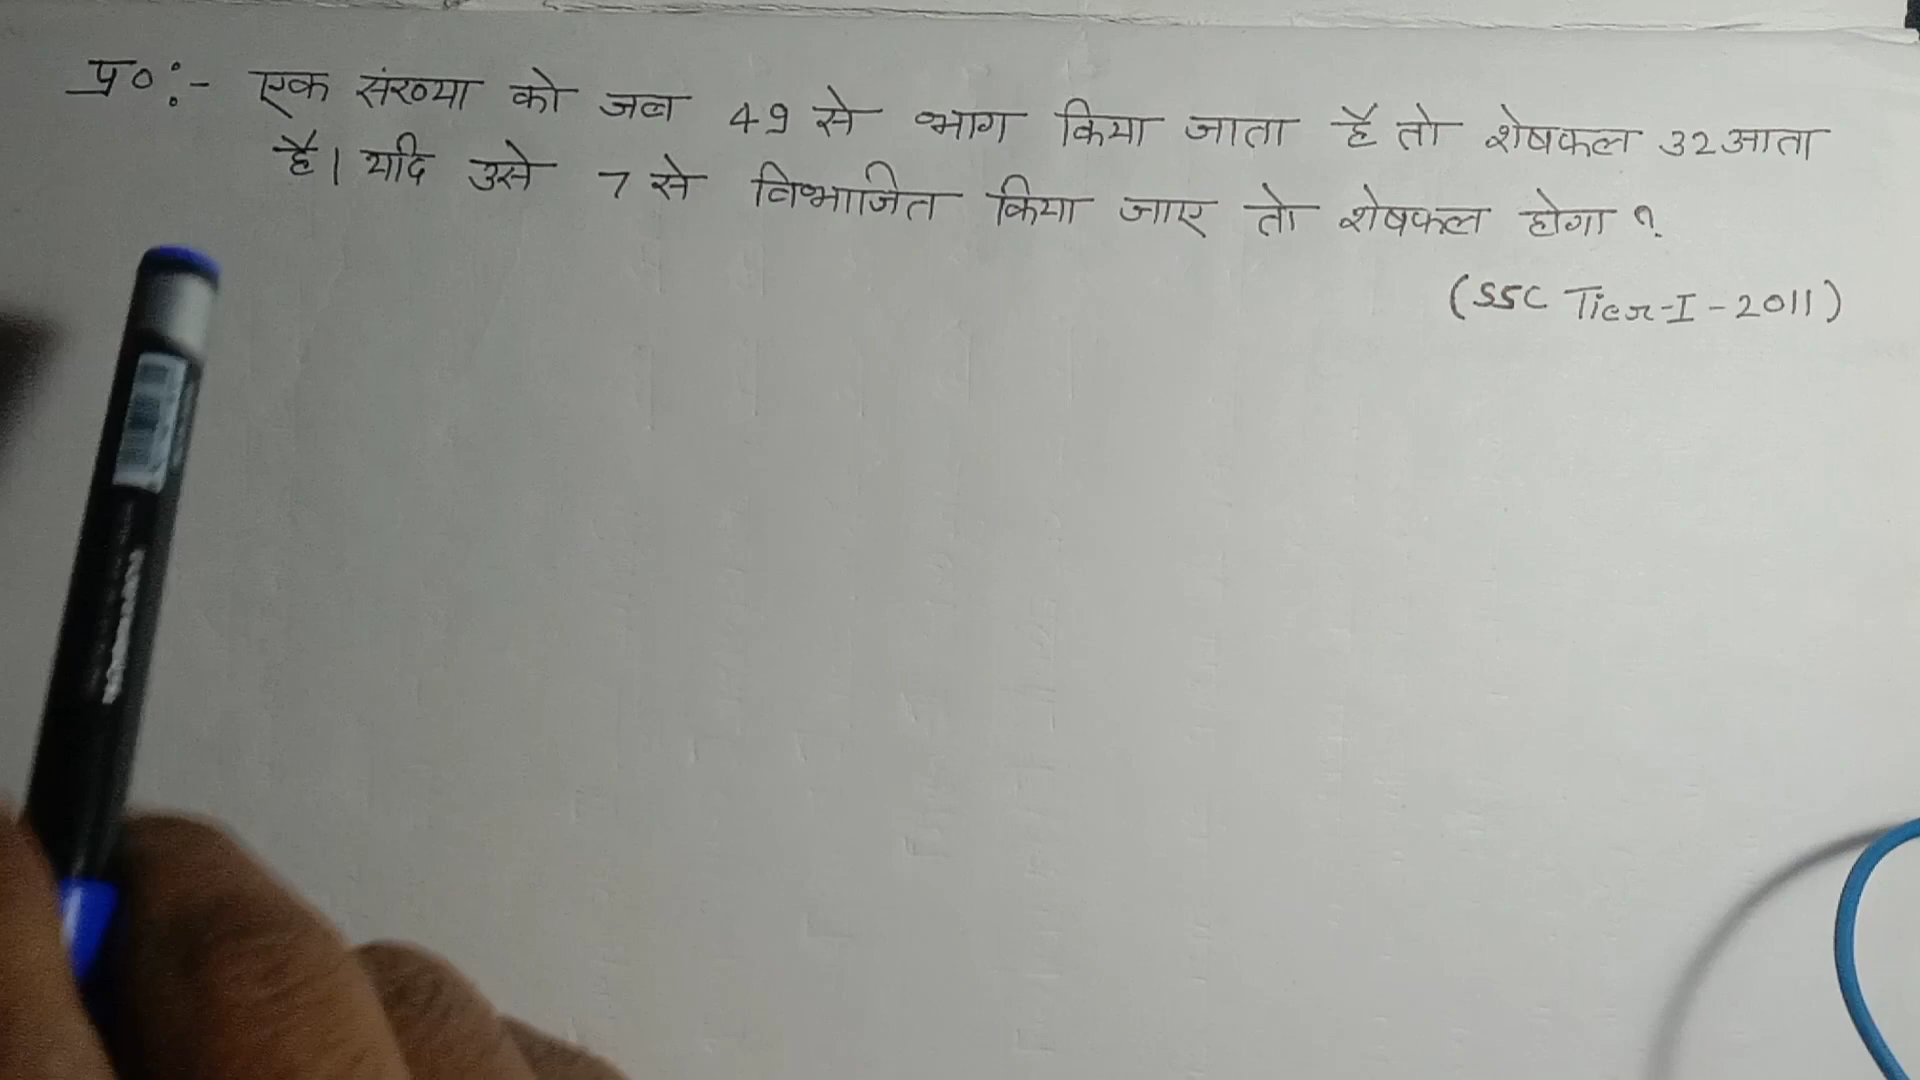 प्र०:- एक संख्या को जब 49 से भाग किया जाता है तो शेषफल 32 आता
है। यदि उसे 7 से विभाजित किया जाए तो शेषफल होगा ?
(SSC Tier-I-2011)